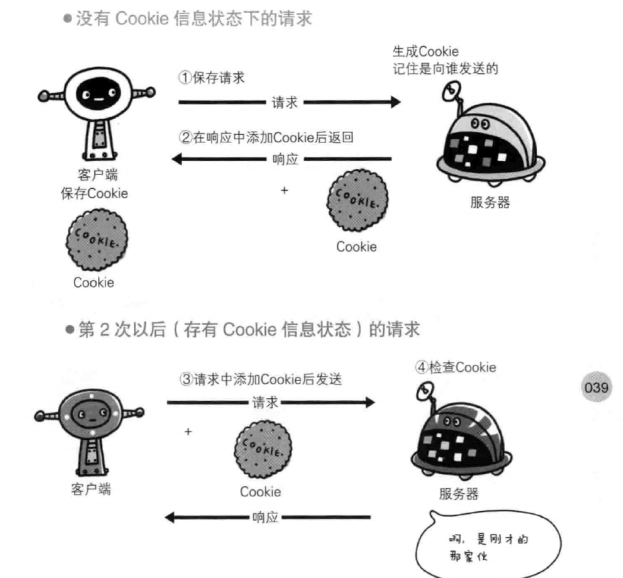 ●没有 Cookie 信息状态下的请求
生成Cookie
记住是向谁发送的
①保存请求
请求
②在响应中添加Cookie后返回
响应
+
客户端
保存Cookie
服务器
COOKIE.
COOKIE.
Cookie
Cookie
●第 2 次以后（存有 Cookie 信息状态）的请求
④检查Cookie
③请求中添加Cookie后发送
039
请求
+
COOKIE.
客户端
Cookie
服务器
响应
啊，是刚才的
那家伙